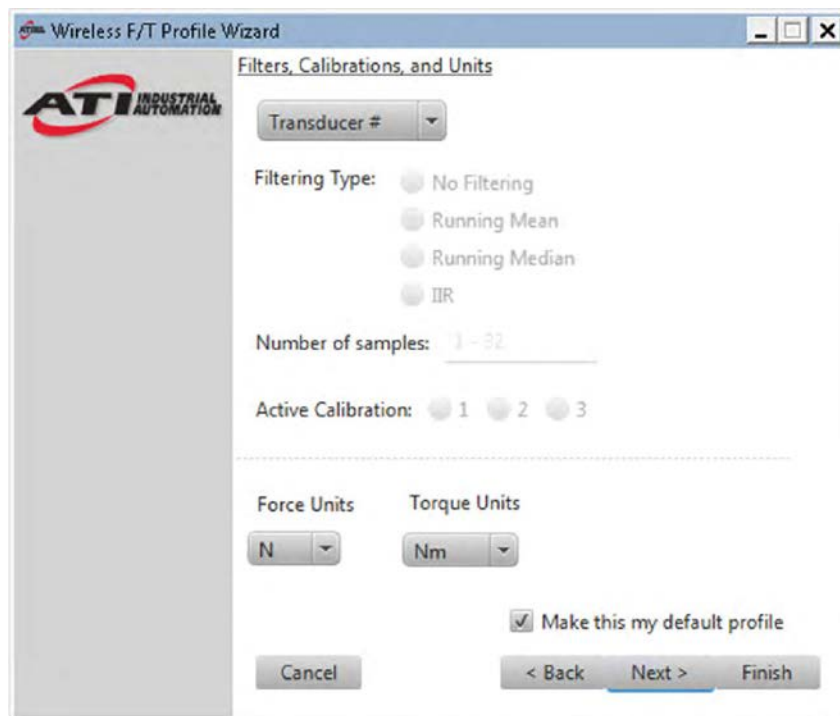 Wireless F/T Profile Wizard
Filters, Calibrations, and Units
ATI INDUSTRIAL
AUTOMATION
Transducer #
Filtering Type: No Filtering
Running Mean
Running Median
IIR
Number of samples: 1 - 32
Active Calibration: 1 2 3
Force Units Torque Units
N Nm
Make this my default profile
Cancel < Back Next > Finish